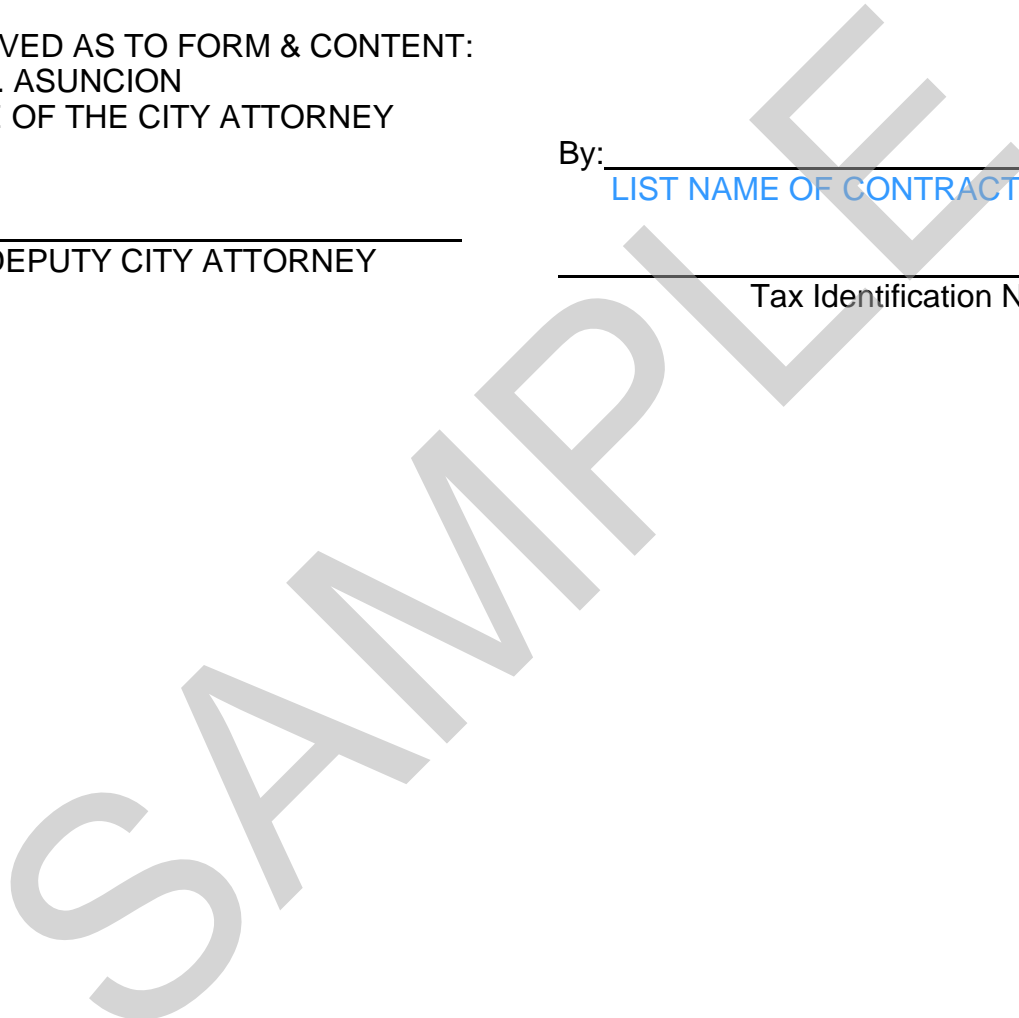 VED AS TO FORM & CONTENT:
. ASUNCION
OF THE CITY ATTORNEY
DEPUTY CITY ATTORNEY
By:
LIST NAME OF CONTRACT
Tax Identification N
SAMPLE